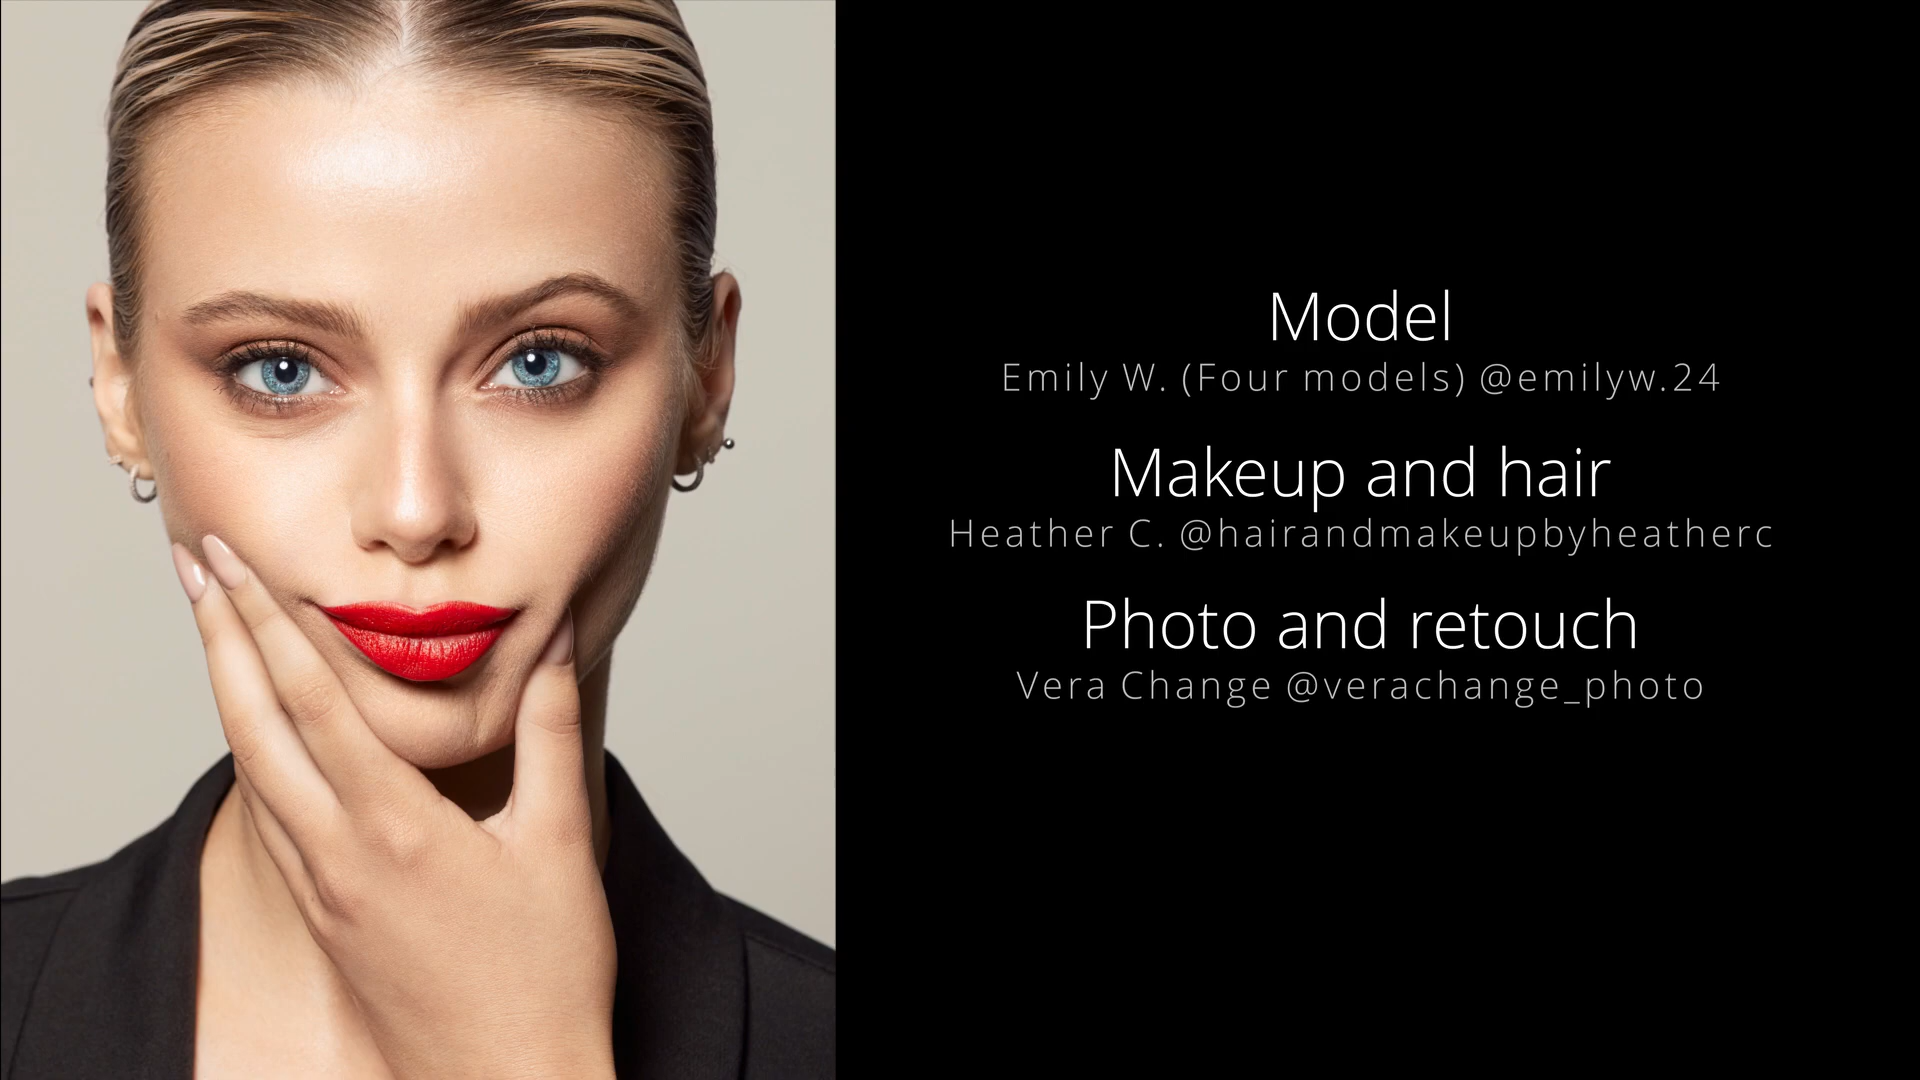 Model
Emily W. (Four models) @emilyw.24
Makeup and hair
Heather C. @hairandmakeupbyheatherc
Photo and retouch
Vera Change @verachange_photo